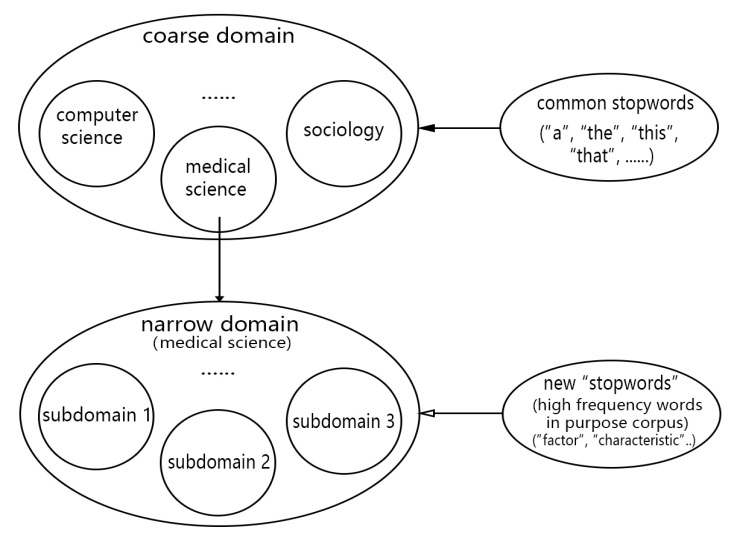 coarse domain
......
computer
science
medical
science
sociology
common stopwords
("a", "the", "this",
"that", ......)
narrow domain
(medical science)
......
subdomain 1
subdomain 2
subdomain 3
new "stopwords"
(high frequency words
in purpose corpus)
("factor", "characteristic"..)